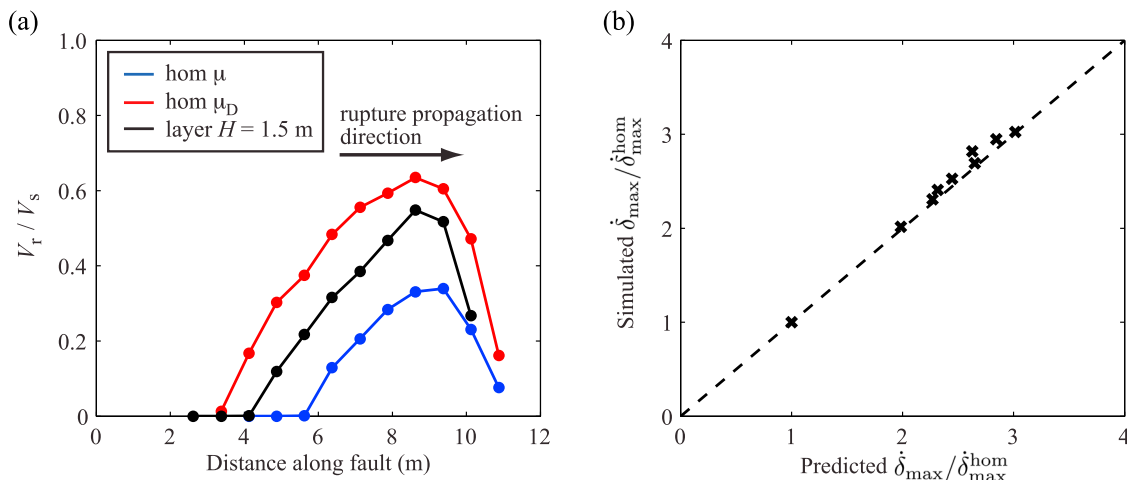 (a)
1.0
0.8
0.6
0.4
0.2
0
V_r / V_s
hom μ
hom μ_D
layer H = 1.5 m
rupture propagation
direction
0 2 4 6 8 10 12
Distance along fault (m)
(b)
4
3
2
1
0
Simulated δ̇_max/δ̇_max^hom
0 1 2 3 4
Predicted δ̇_max/δ̇_max^hom